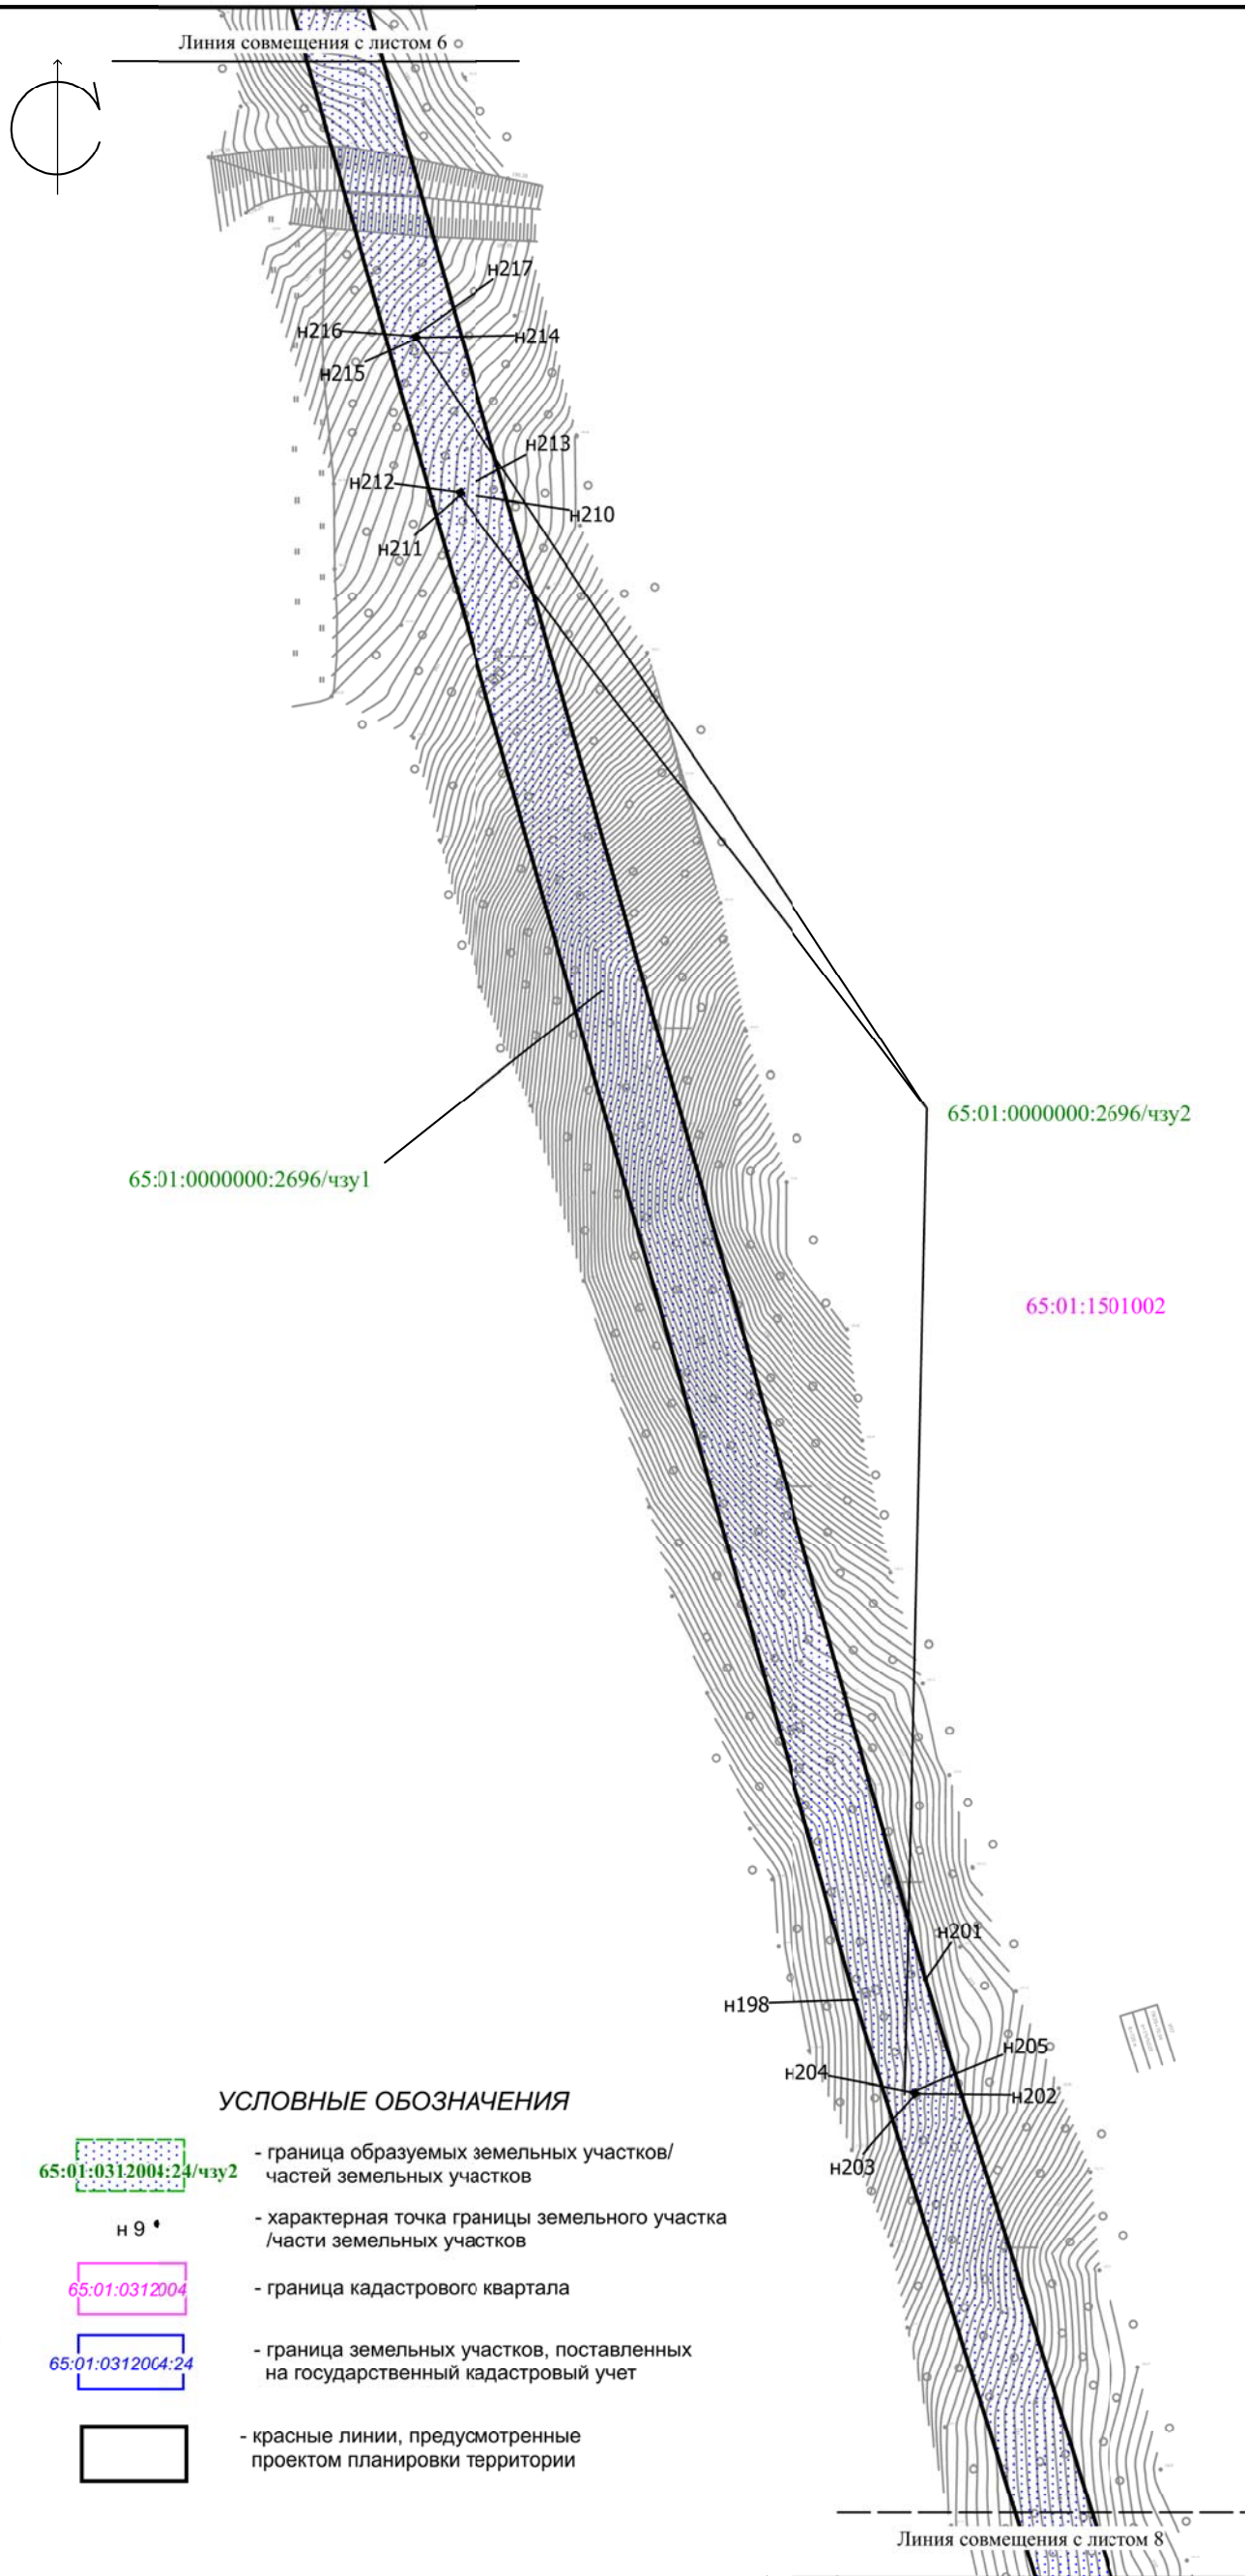 Линия совмещения с листом 6
н217
н216
н214
н215
н213
н212
н210
н211
65:01:0000000:2696/чзу2
65:01:0000000:2696/чзу1
65:01:1501002
н201
н198
н205
н204
н202
н203
УСЛОВНЫЕ ОБОЗНАЧЕНИЯ
65:01:0312004:24/чзу2
- граница образуемых земельных участков/
частей земельных участков
н 9
- характерная точка границы земельного участка
/части земельных участков
65:01:0312004
- граница кадастрового квартала
65:01:0312004:24
- граница земельных участков, поставленных
на государственный кадастровый учет
- красные линии, предусмотренные
проектом планировки территории
Линия совмещения с листом 8